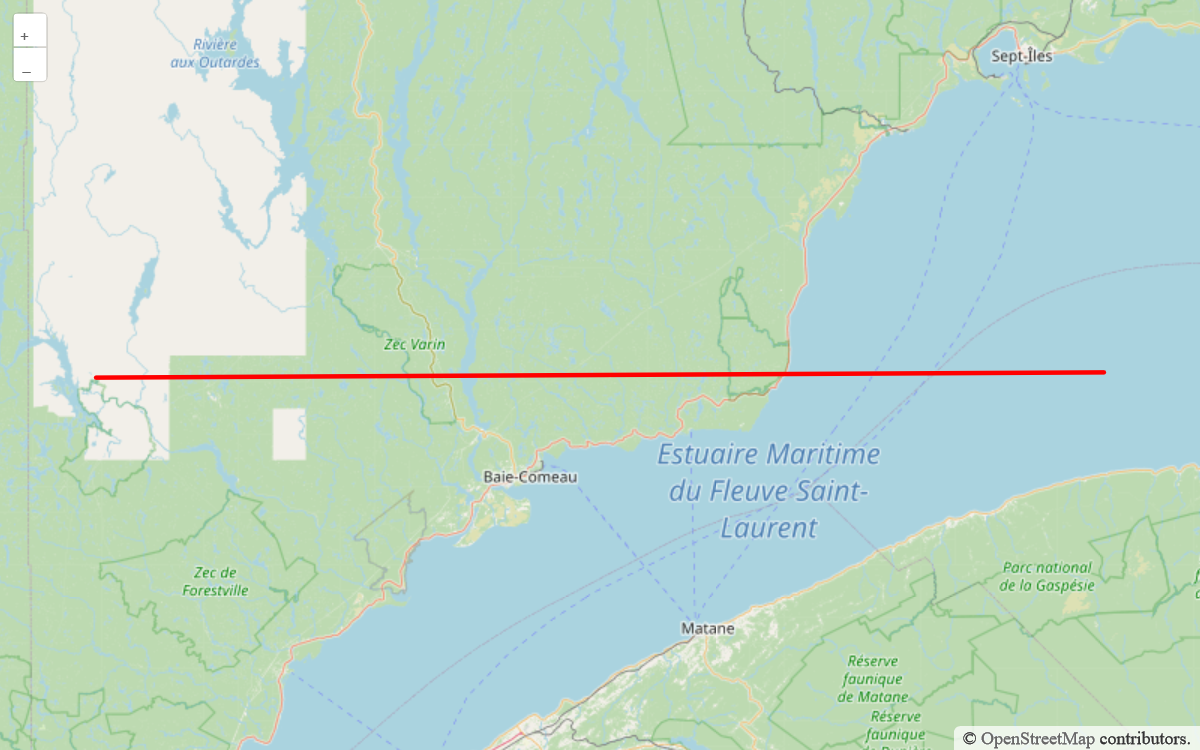 +
–
Rivière
aux Outardes
Sept-Îles
Zec Varin
Baie-Comeau
Estuaire Maritime
du Fleuve Saint-
Laurent
Zec de
Forestville
Parc national
de la Gaspésie
Matane
Réserve
faunique
de Matane
Réserve
faunique
© OpenStreetMap contributors.